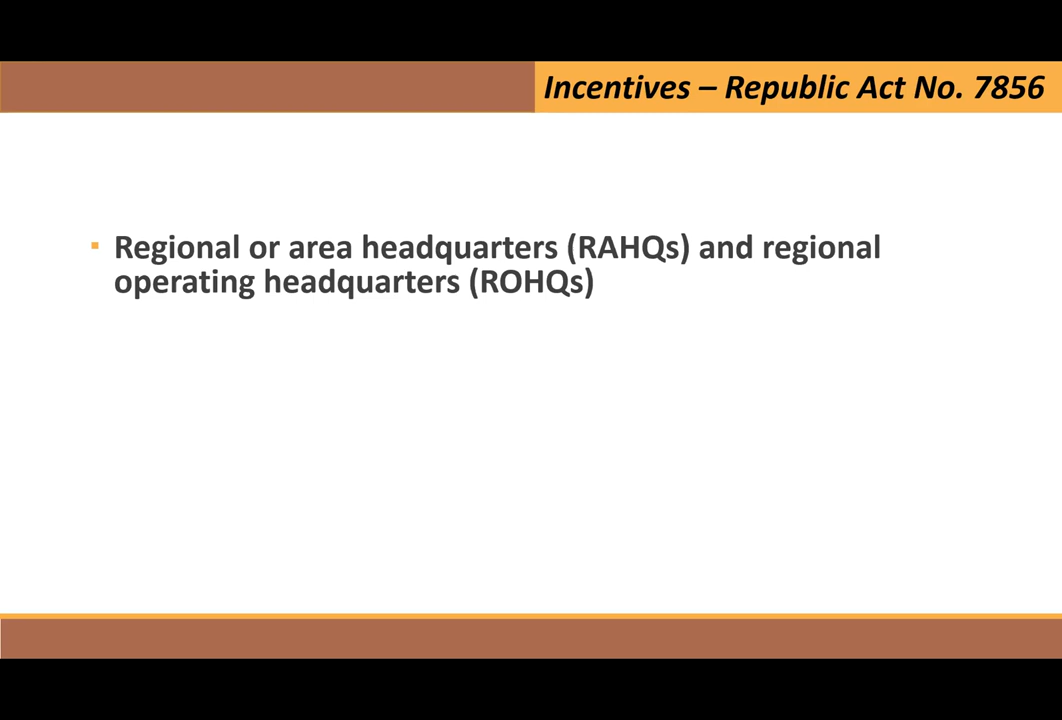 Incentives – Republic Act No. 7856
▪ Regional or area headquarters (RAHQs) and regional
operating headquarters (ROHQs)